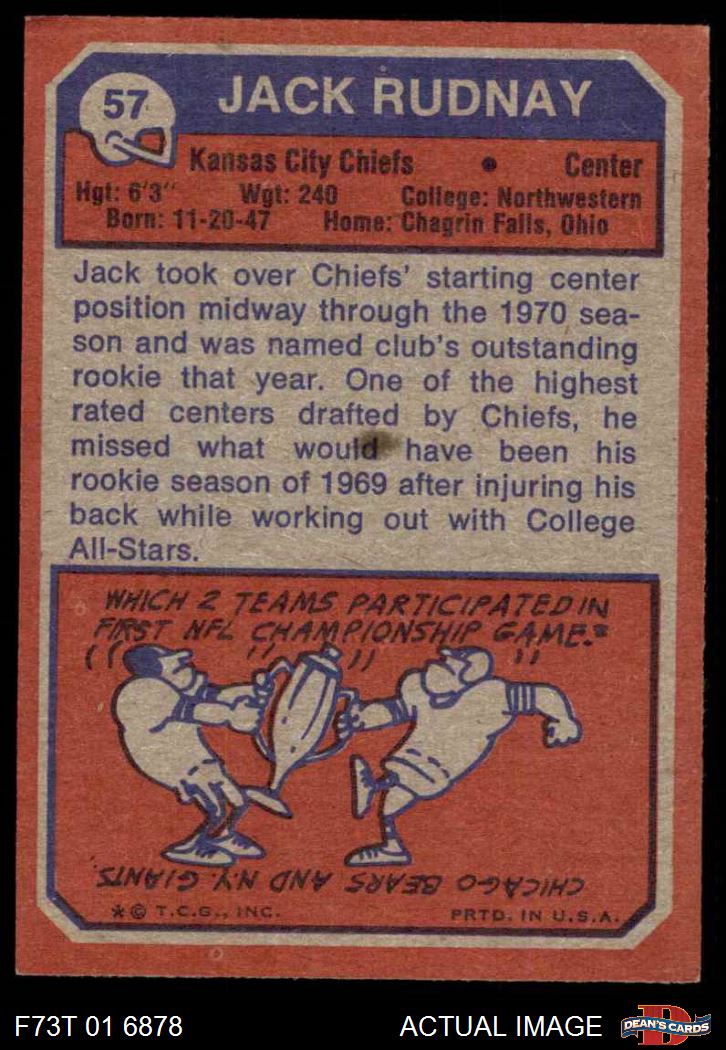 57
JACK RUDNAY
Kansas City Chiefs • Center
Hgt: 6'3" Wgt: 240 College: Northwestern
Born: 11-20-47 Home: Chagrin Falls, Ohio
Jack took over Chiefs' starting center
position midway through the 1970 sea-
son and was named club's outstanding
rookie that year. One of the highest
rated centers drafted by Chiefs, he
missed what would have been his
rookie season of 1969 after injuring his
back while working out with College
All-Stars.
WHICH 2 TEAMS PARTICIPATED IN
FIRST NFL CHAMPIONSHIP GAME?
CHICAGO BEARS AND N.Y. GIANTS.
*© T.C.G., INC. PRTD. IN U.S.A.
F73T 01 6878 ACTUAL IMAGE
D
DEAN'S CARDS